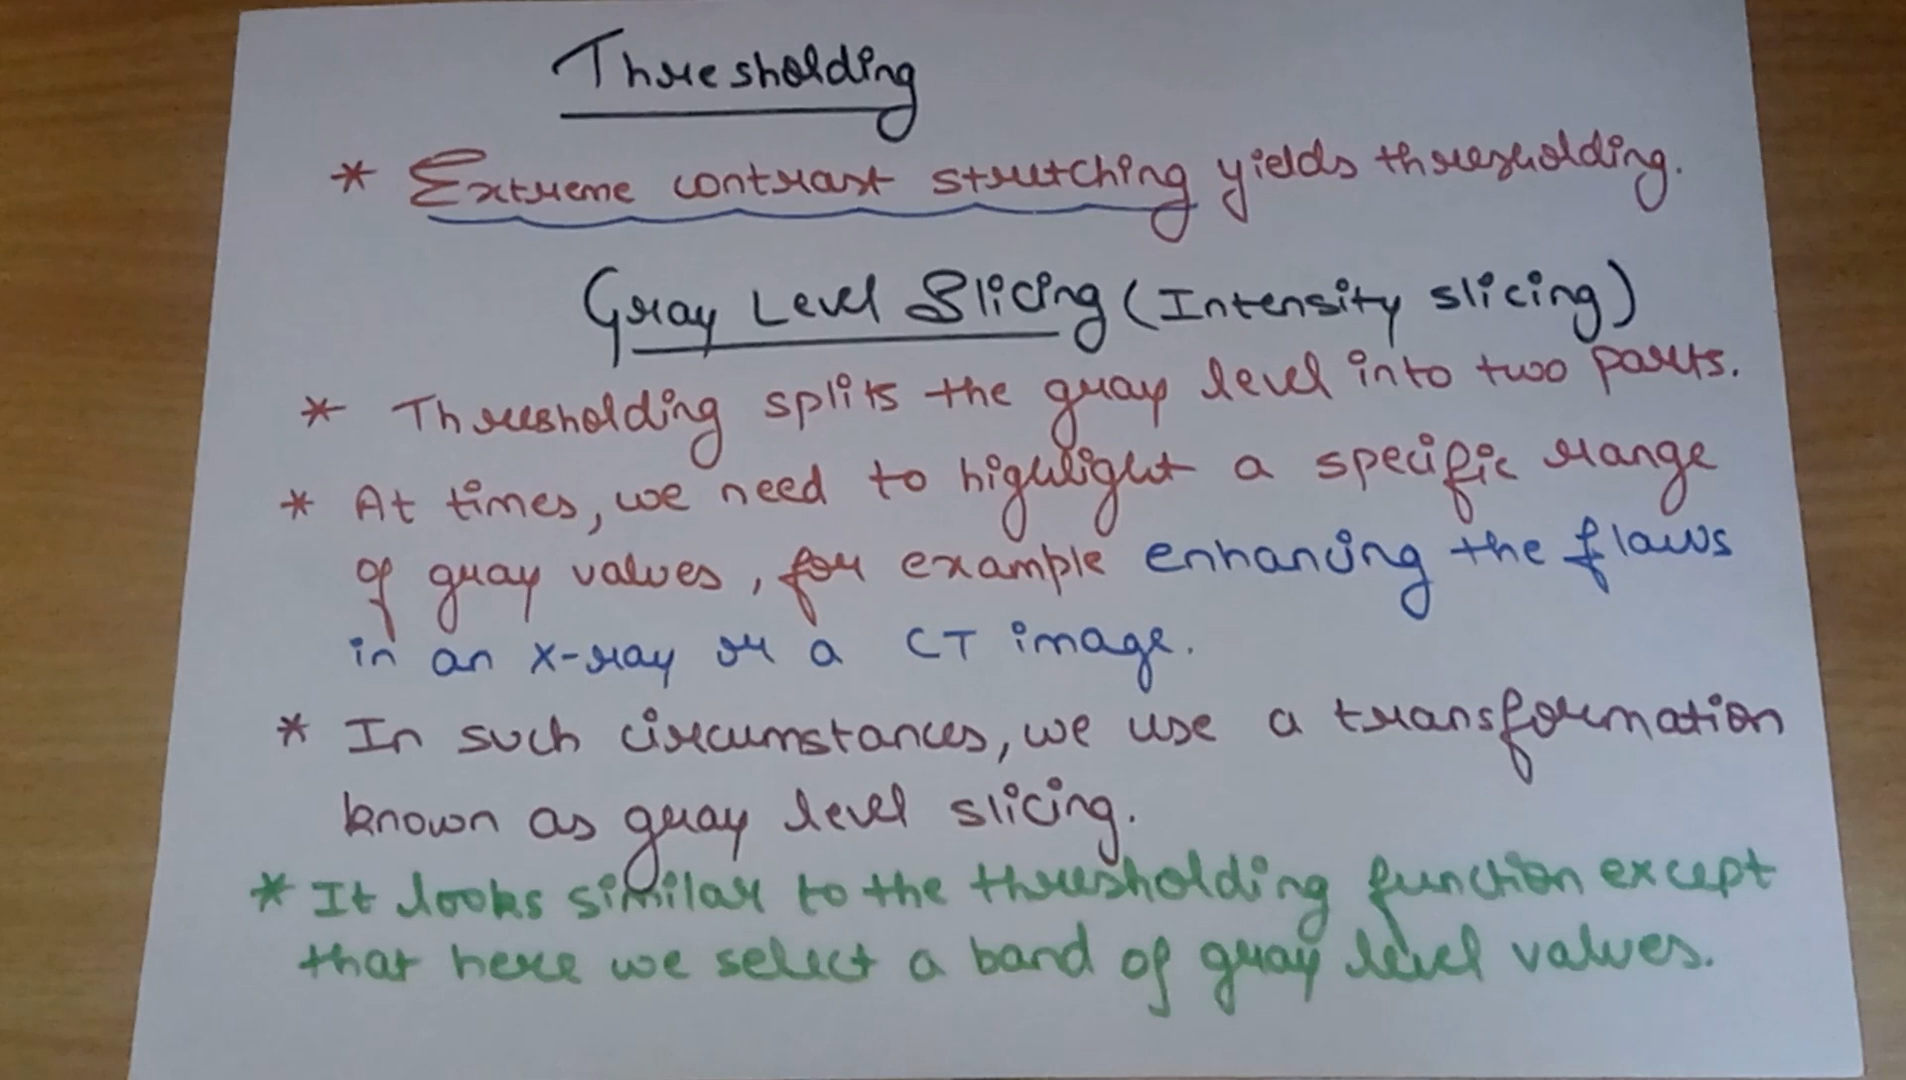 Thresholding
* Extreme contrast stretching yields thresholding.
Gray Level Slicing (Intensity slicing)
* Thresholding splits the gray level into two parts.
* At times, we need to highlight a specific range
of gray values, for example enhancing the flaws
in an x-ray or a CT image.
* In such circumstances, we use a transformation
known as gray level slicing.
* It looks similar to the thresholding function except
that here we select a band of gray level values.